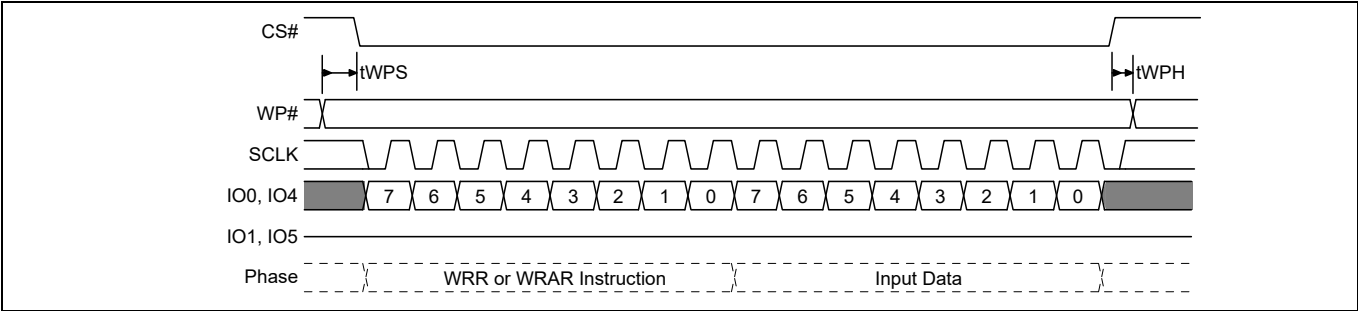 CS#
tWPS tWPH
WP#
SCLK
IO0, IO4 7 6 5 4 3 2 1 0 7 6 5 4 3 2 1 0
IO1, IO5
Phase WRR or WRAR Instruction Input Data